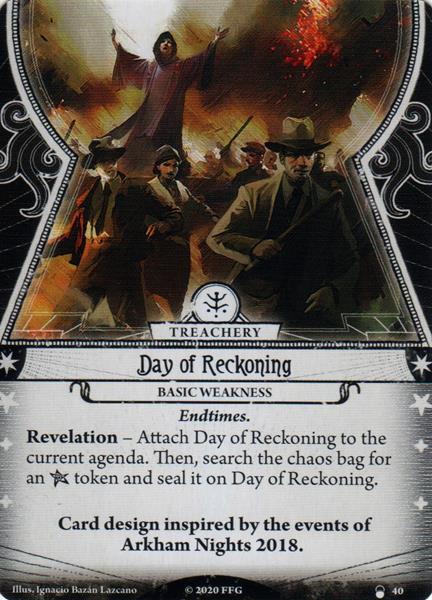 TREACHERY
Day of Reckoning
BASIC WEAKNESS
Endtimes.
Revelation – Attach Day of Reckoning to the
current agenda. Then, search the chaos bag for
an token and seal it on Day of Reckoning.
Card design inspired by the events of
Arkham Nights 2018.
Illus. Ignacio Bazán Lazcano © 2020 FFG 40